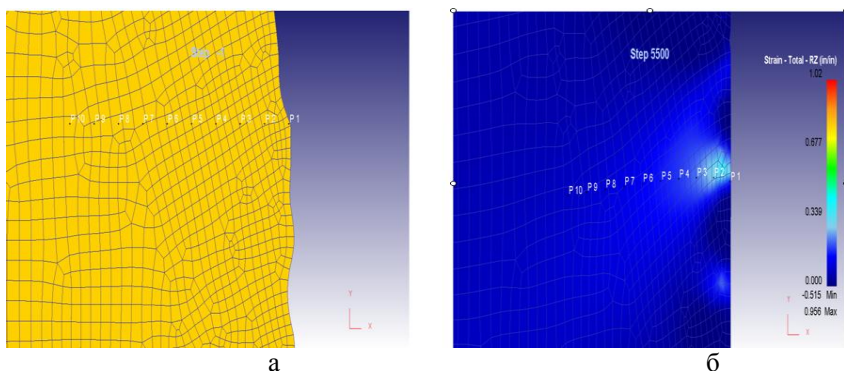 Step -1
P10 P9 P8 P7 P6 P5 P4 P3 P2 P1
Y
X
а
Step 5500
Strain - Total - RZ (in/in)
1.02
0.677
0.339
0.000
-0.515 Min
0.956 Max
P10 P9 P8 P7 P6 P5 P4 P3 P2 P1
Y
X
б